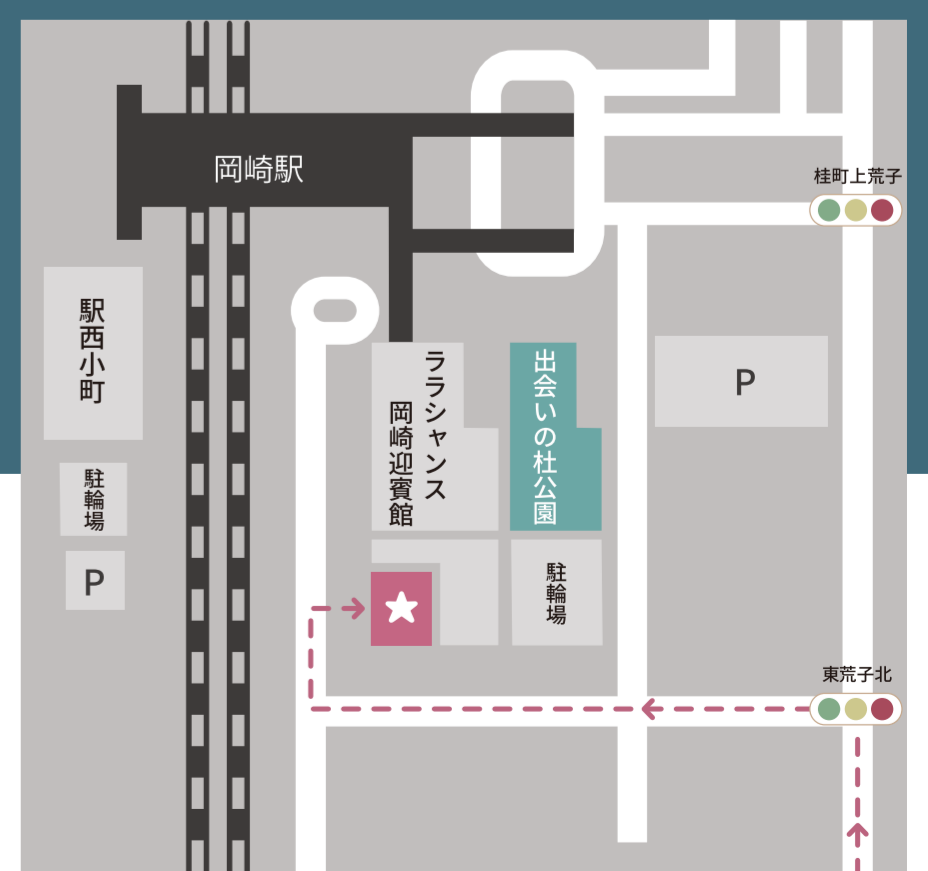 岡崎駅
桂町上荒子
駅西小町
ララシャンス
岡崎迎賓館
出会いの杜公園
P
駐輪場
P
駐輪場
東荒子北